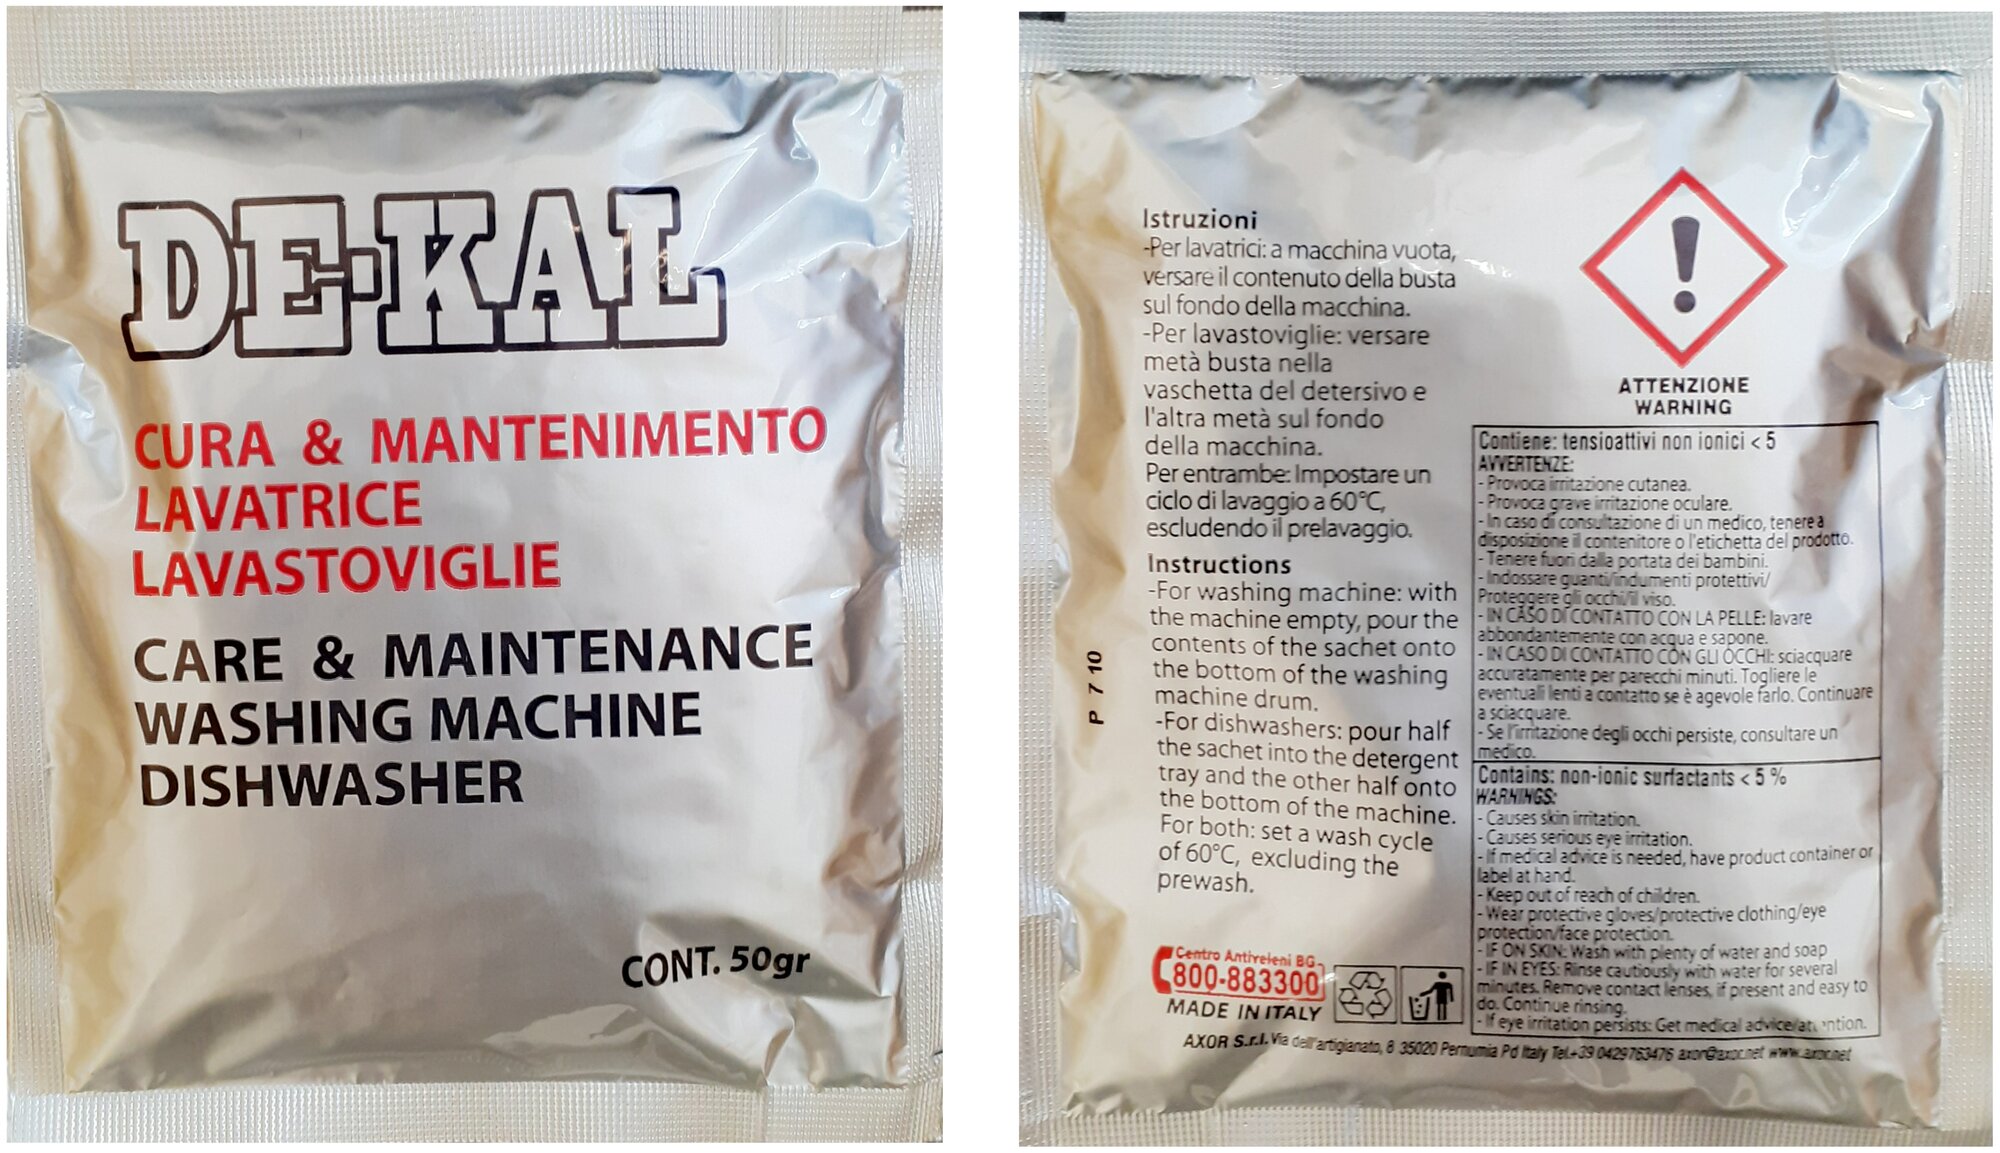 DE-KAL
CURA & MANTENIMENTO
LAVATRICE
LAVASTOVIGLIE
CARE & MAINTENANCE
WASHING MACHINE
DISHWASHER
CONT. 50gr
P 7 10
Istruzioni
-Per lavatrici: a macchina vuota,
versare il contenuto della busta
sul fondo della macchina.
-Per lavastoviglie: versare
metà busta nella
vaschetta del detersivo e
l'altra metà sul fondo
della macchina.
Per entrambe: Impostare un
ciclo di lavaggio a 60°C,
escludendo il prelavaggio.
Instructions
-For washing machine: with
the machine empty, pour the
contents of the sachet onto
the bottom of the washing
machine drum.
-For dishwashers: pour half
the sachet into the detergent
tray and the other half onto
the bottom of the machine.
For both: set a wash cycle
of 60°C, excluding the
prewash.
ATTENZIONE
WARNING
Contiene: tensioattivi non ionici < 5
AVVERTENZE:
- Provoca irritazione cutanea.
- Provoca grave irritazione oculare.
- In caso di consultazione di un medico, tenere a
disposizione il contenitore o l'etichetta del prodotto.
- Tenere fuori dalla portata dei bambini.
- Indossare guanti/indumenti protettivi/
Proteggere gli occhi/il viso.
- IN CASO DI CONTATTO CON LA PELLE: lavare
abbondantemente con acqua e sapone.
- IN CASO DI CONTATTO CON GLI OCCHI: sciacquare
accuratamente per parecchi minuti. Togliere le
eventuali lenti a contatto se è agevole farlo. Continuare
a sciacquare.
- Se l'irritazione degli occhi persiste, consultare un
medico.
Contains: non-ionic surfactants < 5 %
WARNINGS:
- Causes skin irritation.
- Causes serious eye irritation.
- If medical advice is needed, have product container or
label at hand.
- Keep out of reach of children.
- Wear protective gloves/protective clothing/eye
protection/face protection.
- IF ON SKIN: Wash with plenty of water and soap
- IF IN EYES: Rinse cautiously with water for several
minutes. Remove contact lenses, if present and easy to
do. Continue rinsing.
- If eye irritation persists: Get medical advice/attention.
Centro Antiveleni BG
800-883300
MADE IN ITALY
AXOR S.r.l. Via dell'artigianato, 8 35020 Pernumia Pd Italy Tel.+39 0429763476 axor@axor.net www.axor.net